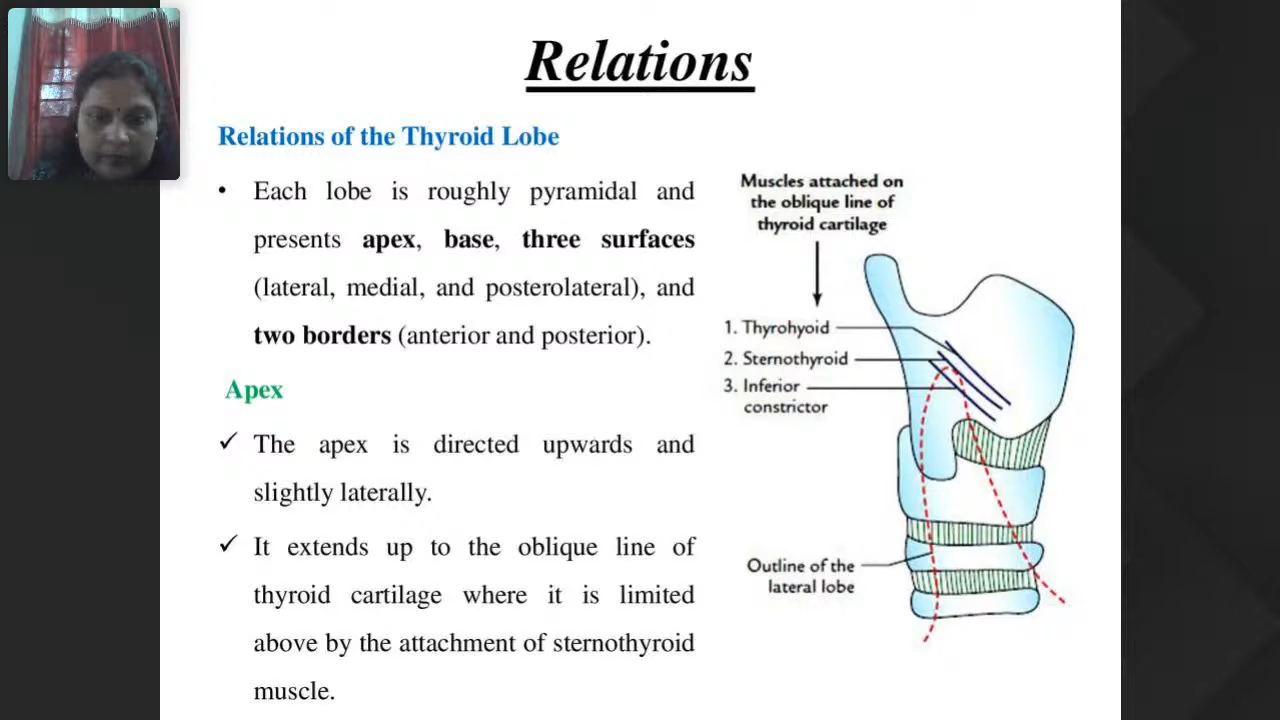 Relations
Relations of the Thyroid Lobe
• Each lobe is roughly pyramidal and
presents apex, base, three surfaces
(lateral, medial, and posterolateral), and
two borders (anterior and posterior).
Apex
✓ The apex is directed upwards and
slightly laterally.
✓ It extends up to the oblique line of
thyroid cartilage where it is limited
above by the attachment of sternothyroid
muscle.
Muscles attached on
the oblique line of
thyroid cartilage
1. Thyrohyoid
2. Sternothyroid
3. Inferior
constrictor
Outline of the
lateral lobe